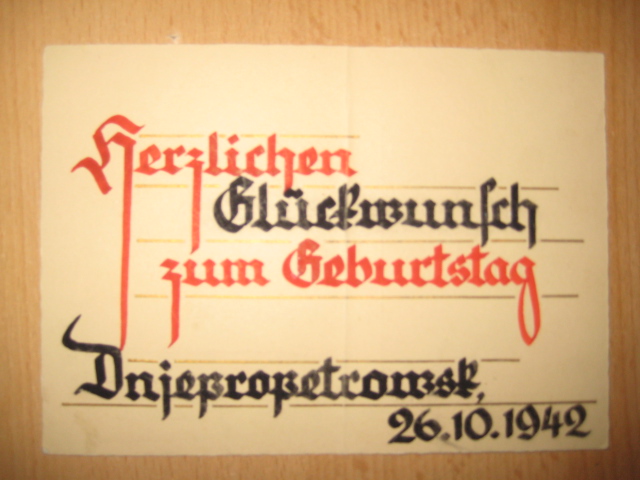 Herzlichen
Glückwunſch
zum Geburtstag
Dnjepropetrowsk,
26.10.1942